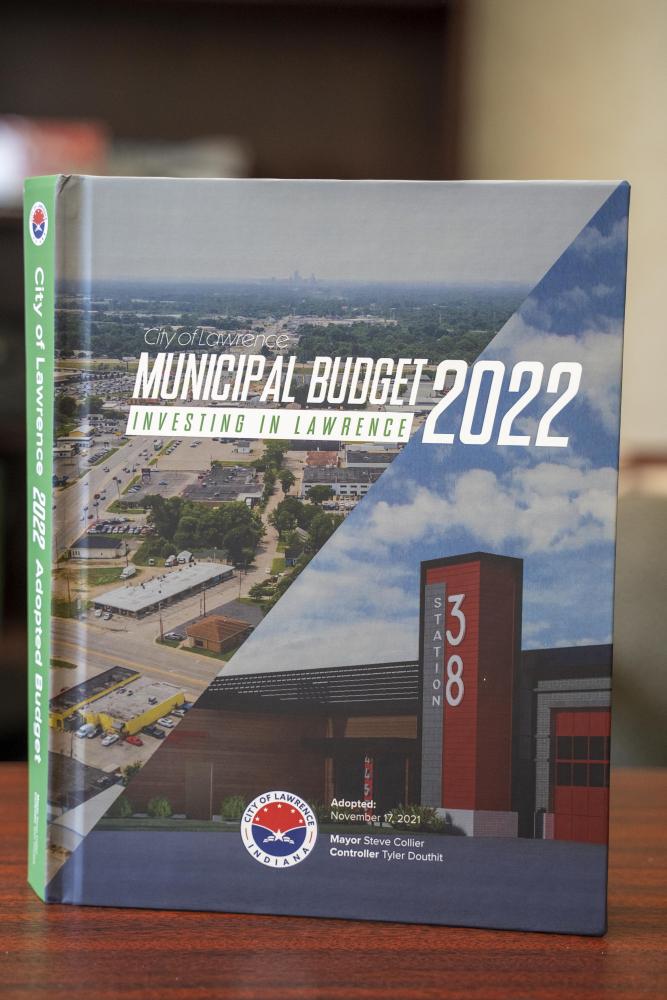 City of Lawrence 2022 Adopted Budget
City of Lawrence
MUNICIPAL BUDGET 2022
INVESTING IN LAWRENCE
STATION
38
CITY OF LAWRENCE
INDIANA
Adopted:
November 17, 2021
Mayor Steve Collier
Controller Tyler Douthit